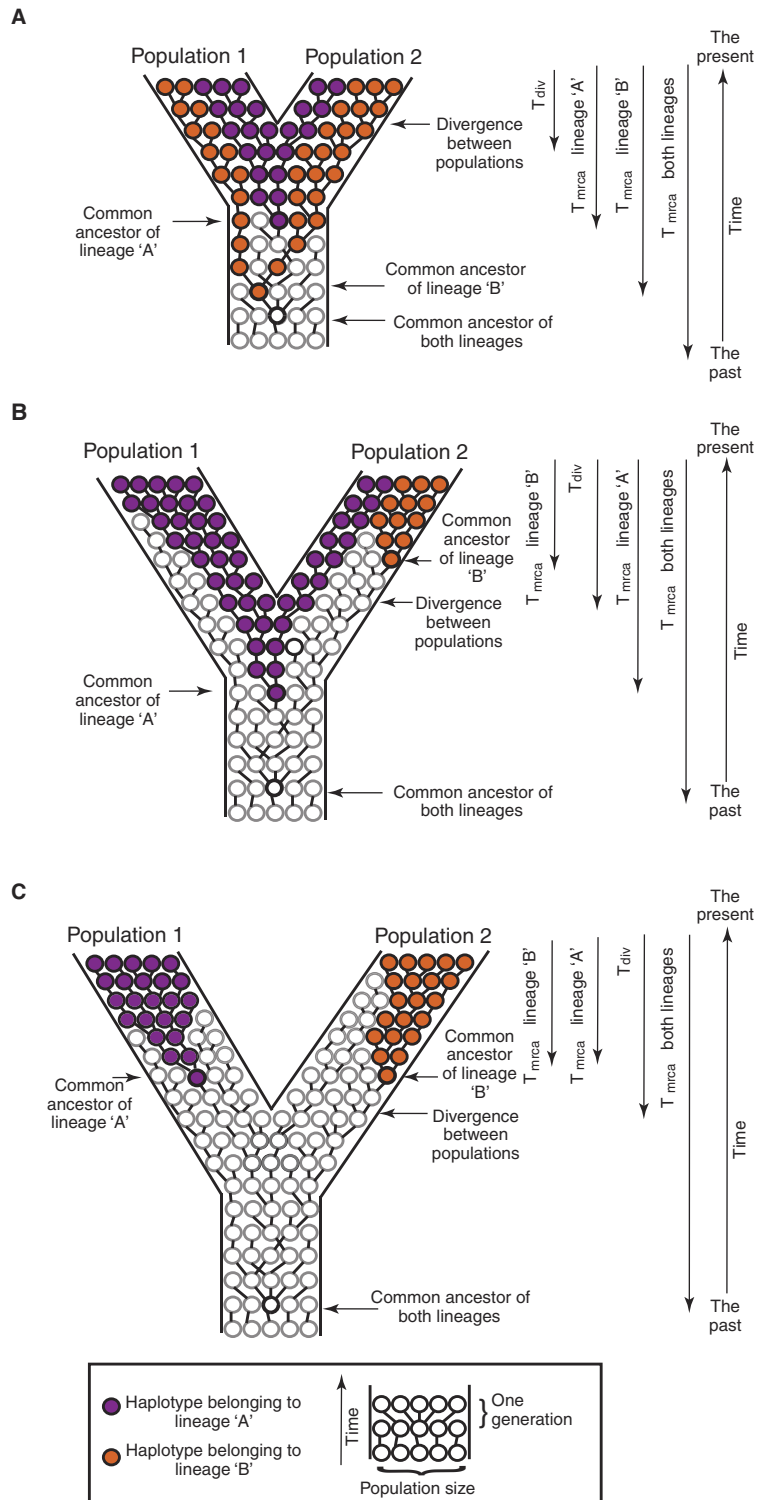 A
Population 1
Population 2
The
present
T div
T mrca lineage 'A'
T mrca lineage 'B'
T mrca both lineages
Time
Divergence
between
populations
Common
ancestor of
lineage 'A'
Common ancestor
of lineage 'B'
Common ancestor of
both lineages
The
past
B
Population 1
Population 2
The
present
T mrca lineage 'B'
T div
T mrca lineage 'A'
T mrca both lineages
Time
Common
ancestor
of lineage
'B'
Divergence
between
populations
Common
ancestor of
lineage 'A'
Common ancestor of
both lineages
The
past
C
Population 1
Population 2
The
present
T mrca lineage 'B'
T mrca lineage 'A'
T div
T mrca both lineages
Time
Common
ancestor of
lineage 'A'
Common
ancestor
of lineage
'B'
Divergence
between
populations
Common ancestor of
both lineages
The
past
Haplotype belonging to
lineage 'A'
Haplotype belonging to
lineage 'B'
Time
One
generation
Population size